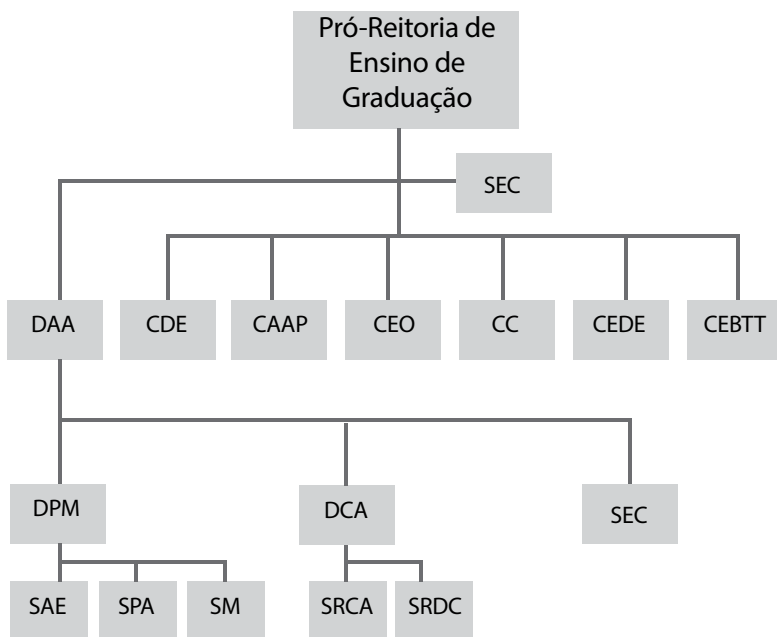 Pró-Reitoria de
Ensino de
Graduação
SEC
DAA CDE CAAP CEO CC CEDE CEBTT
DPM DCA SEC
SAE SPA SM SRCA SRDC